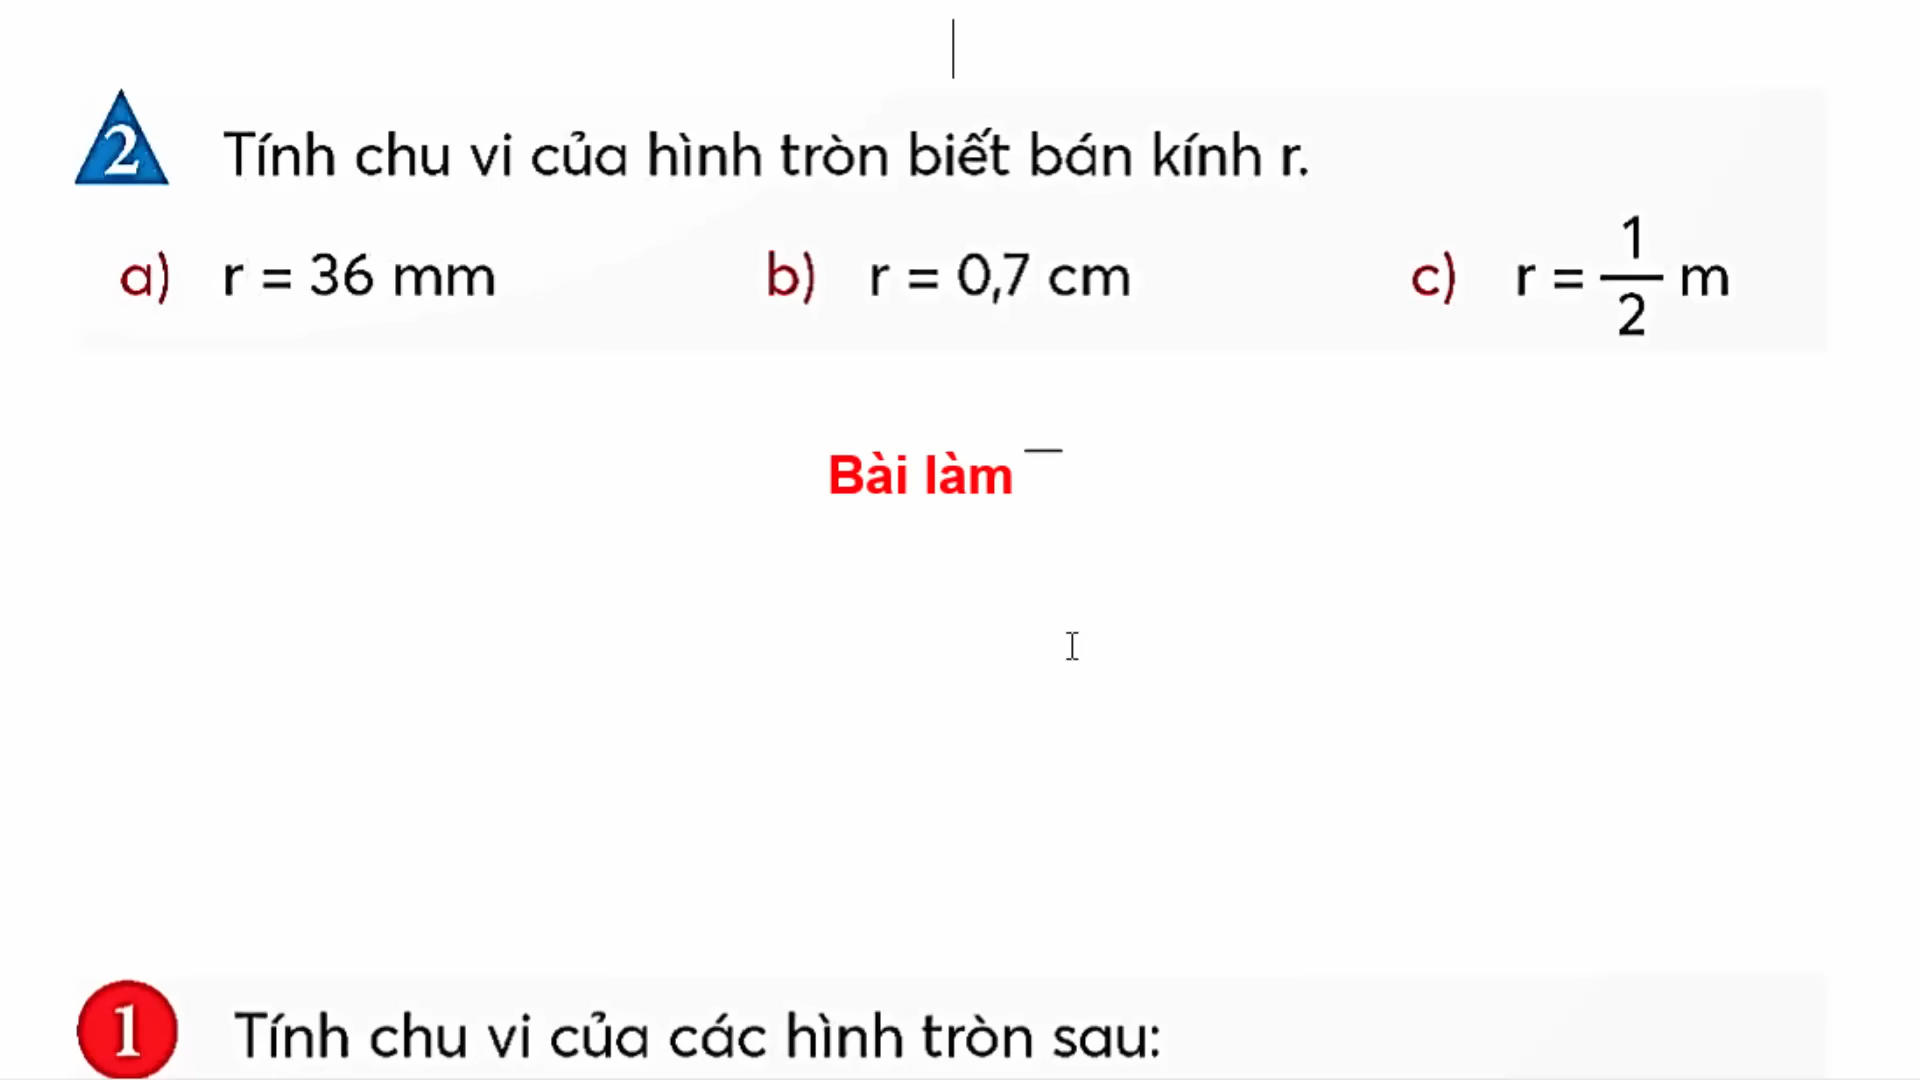 2 Tính chu vi của hình tròn biết bán kính r.
a) r = 36 mm b) r = 0,7 cm c) r = 1/2 m
Bài làm
1 Tính chu vi của các hình tròn sau: